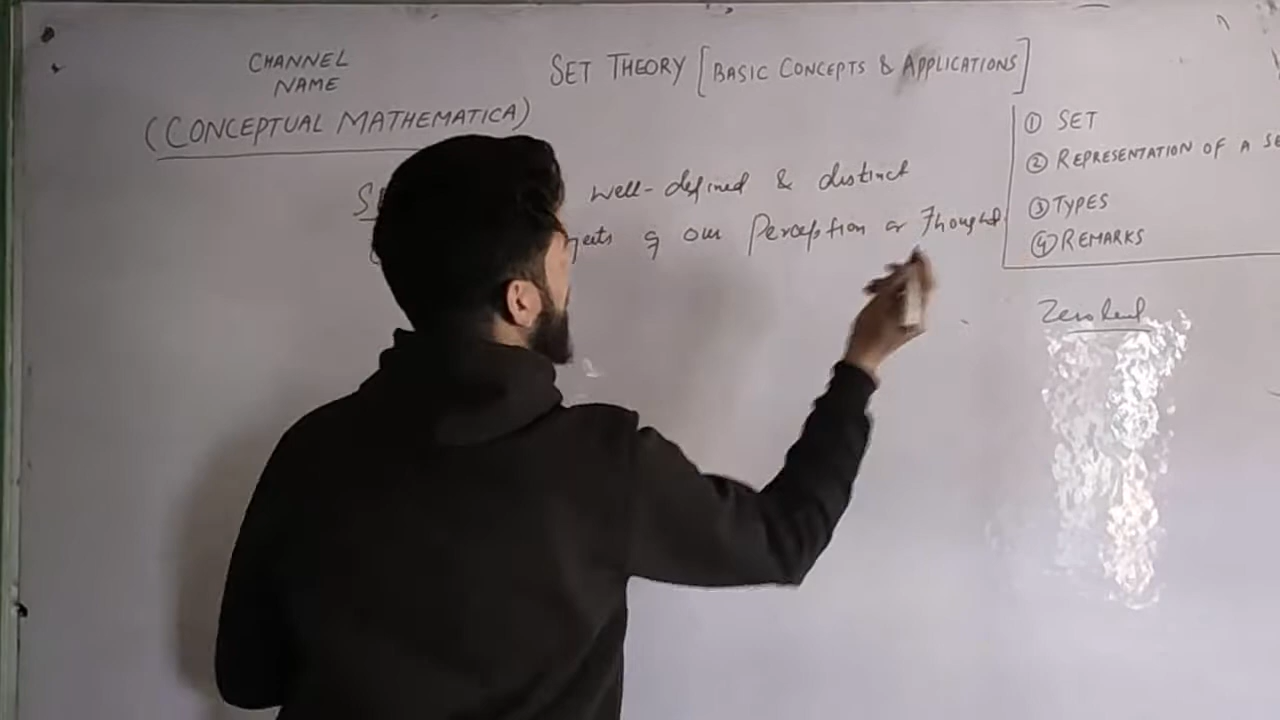 CHANNEL
NAME
(CONCEPTUAL MATHEMATICA)
SET THEORY [BASIC CONCEPTS & APPLICATIONS]
① SET
② REPRESENTATION OF A SE
③ TYPES
④ REMARKS
well-defined & distinct
of our Perception or Thought
Zero level